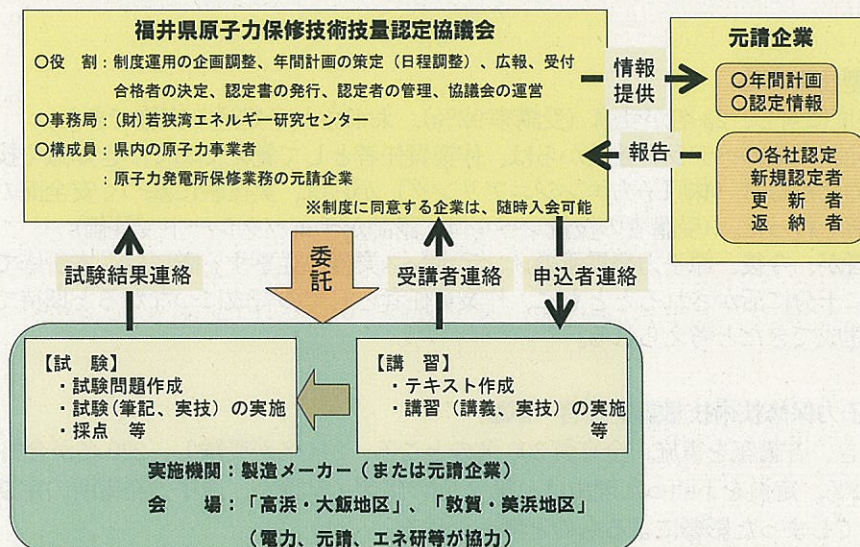 福井県原子力保修技術技量認定協議会
○役　割：制度運用の企画調整、年間計画の策定（日程調整）、広報、受付
合格者の決定、認定書の発行、認定者の管理、協議会の運営
○事務局：(財)若狭湾エネルギー研究センター
○構成員：県内の原子力事業者
：原子力発電所保修業務の元請企業
※制度に同意する企業は、随時入会可能
情報
提供
報告
元請企業
○年間計画
○認定情報
○各社認定
新規認定者
更　新　者
返　納　者
試験結果連絡
委託
受講者連絡
申込者連絡
【試　験】
・試験問題作成
・試験(筆記、実技）の実施
・採点　等
【講　習】
・テキスト作成
・講習（講義、実技）の実施
等
実施機関：製造メーカー（または元請企業）
会　　場：「高浜・大飯地区」、「敦賀・美浜地区」
（電力、元請、エネ研等が協力）